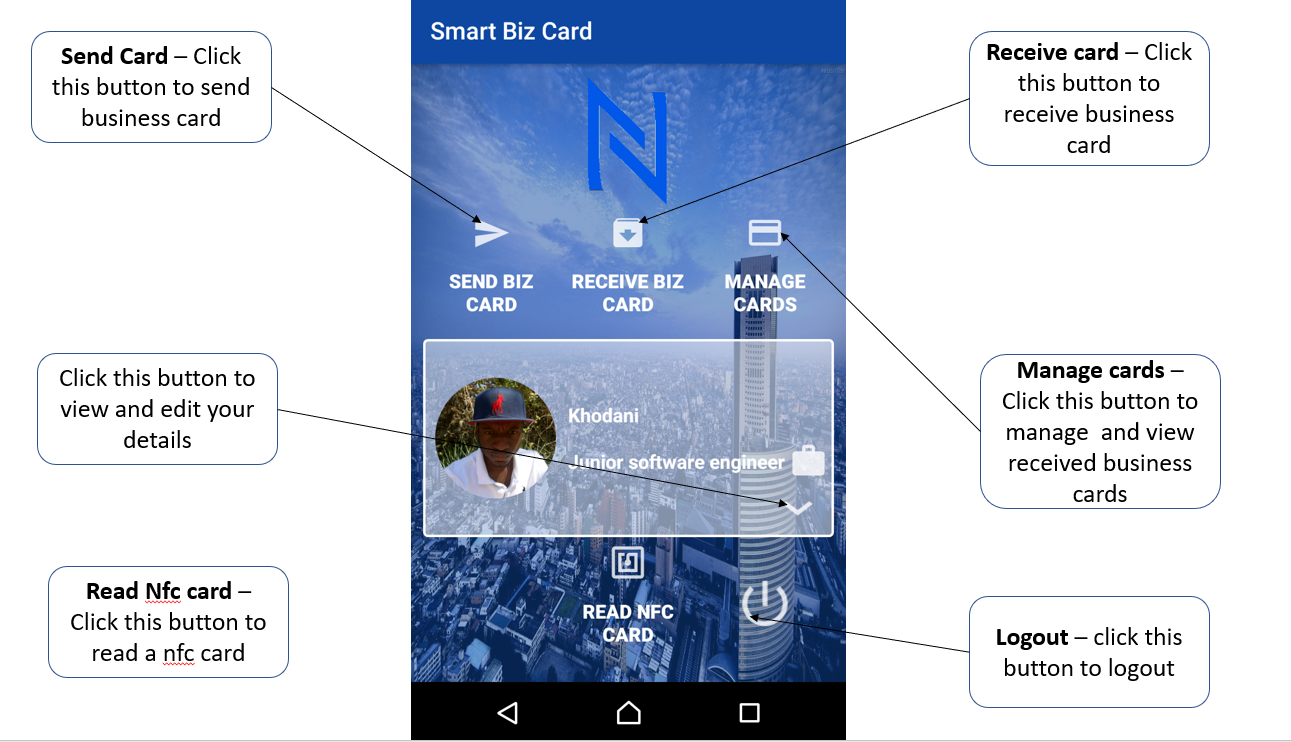 Smart Biz Card
Send Card – Click
this button to send
business card
Receive card – Click
this button to
receive business
card
SEND BIZ
CARD
RECEIVE BIZ
CARD
MANAGE
CARDS
Click this button to
view and edit your
details
Khodani
Junior software engineer
Manage cards –
Click this button to
manage  and view
received business
cards
Read Nfc card –
Click this button to
read a nfc card
READ NFC
CARD
Logout – click this
button to logout